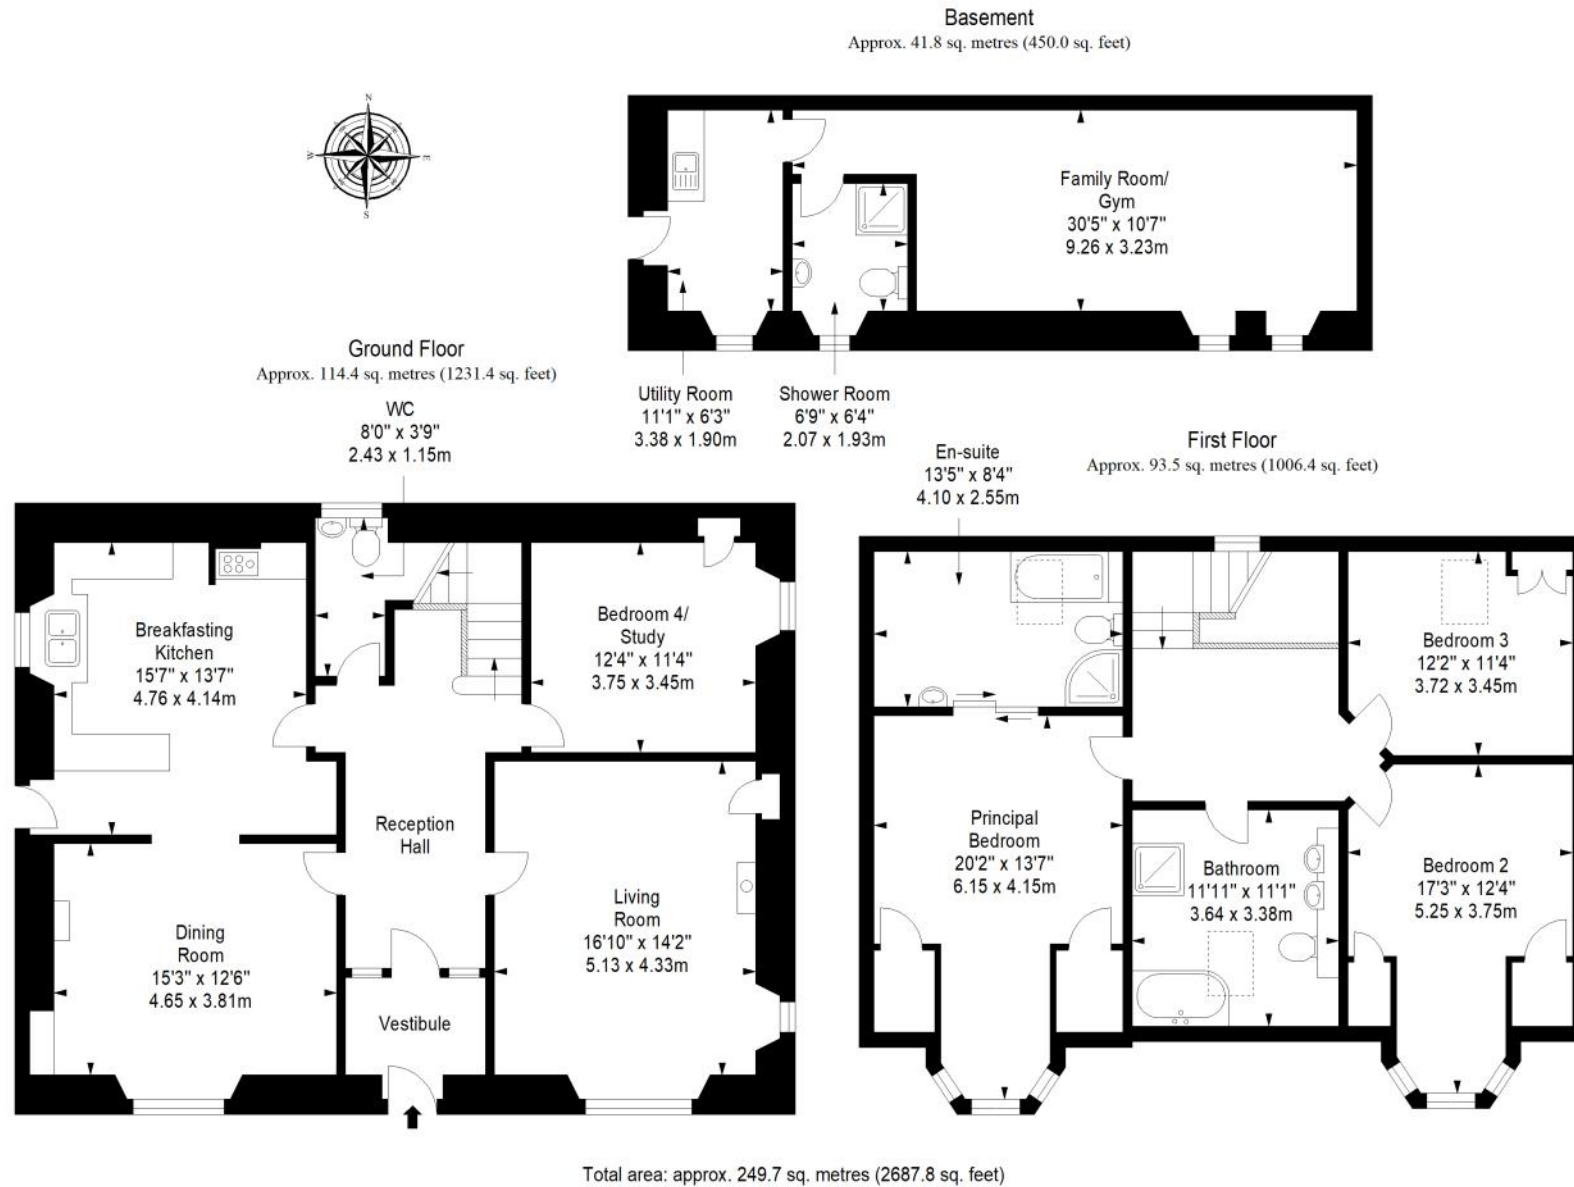 Basement
Approx. 41.8 sq. metres (450.0 sq. feet)
N
W
E
S
Family Room/
Gym
30'5" x 10'7"
9.26 x 3.23m
Utility Room
11'1" x 6'3"
3.38 x 1.90m
Shower Room
6'9" x 6'4"
2.07 x 1.93m
Ground Floor
Approx. 114.4 sq. metres (1231.4 sq. feet)
WC
8'0" x 3'9"
2.43 x 1.15m
Breakfasting
Kitchen
15'7" x 13'7"
4.76 x 4.14m
Bedroom 4/
Study
12'4" x 11'4"
3.75 x 3.45m
Reception
Hall
Dining
Room
15'3" x 12'6"
4.65 x 3.81m
Living
Room
16'10" x 14'2"
5.13 x 4.33m
Vestibule
First Floor
Approx. 93.5 sq. metres (1006.4 sq. feet)
En-suite
13'5" x 8'4"
4.10 x 2.55m
Bedroom 3
12'2" x 11'4"
3.72 x 3.45m
Principal
Bedroom
20'2" x 13'7"
6.15 x 4.15m
Bathroom
11'11" x 11'1"
3.64 x 3.38m
Bedroom 2
17'3" x 12'4"
5.25 x 3.75m
Total area: approx. 249.7 sq. metres (2687.8 sq. feet)